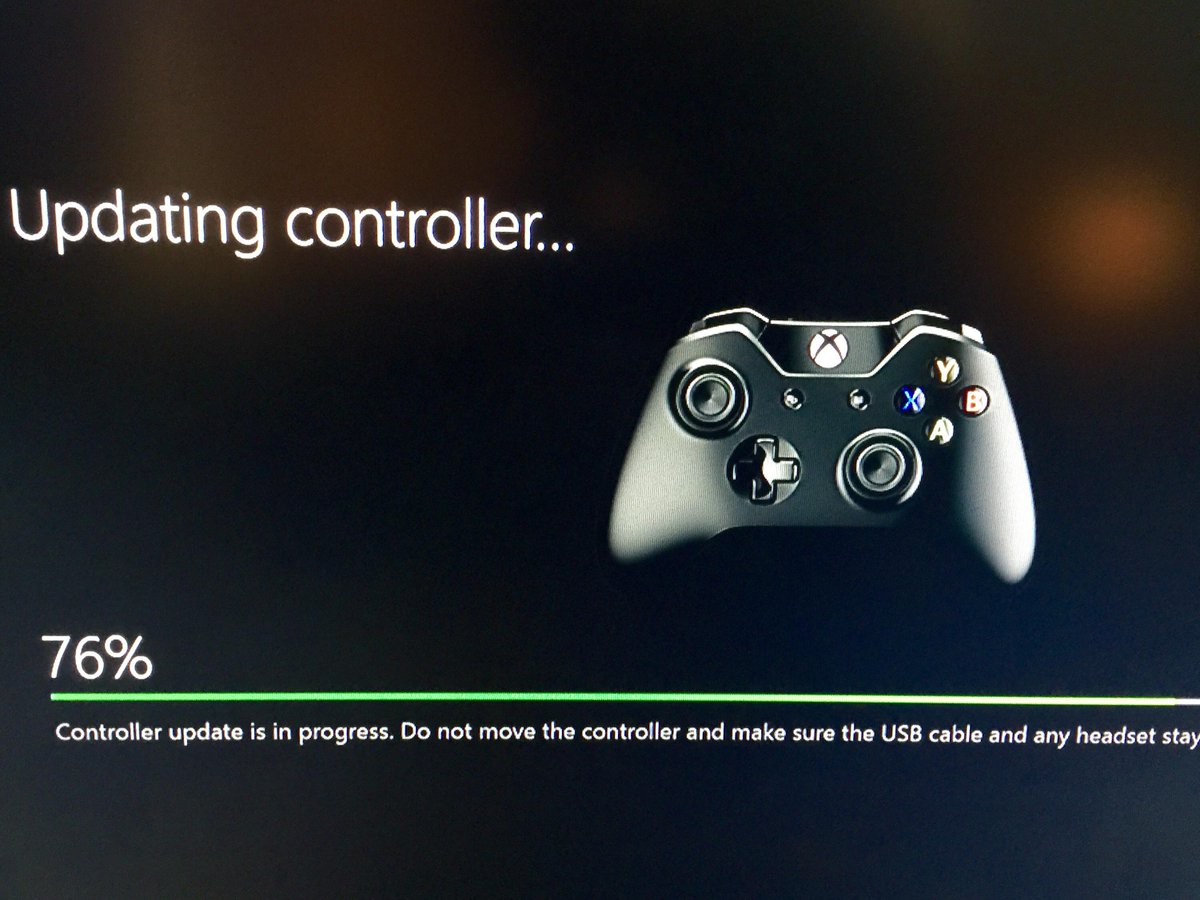 Updating controller...
Y
X B
A
76%
Controller update is in progress. Do not move the controller and make sure the USB cable and any headset stay